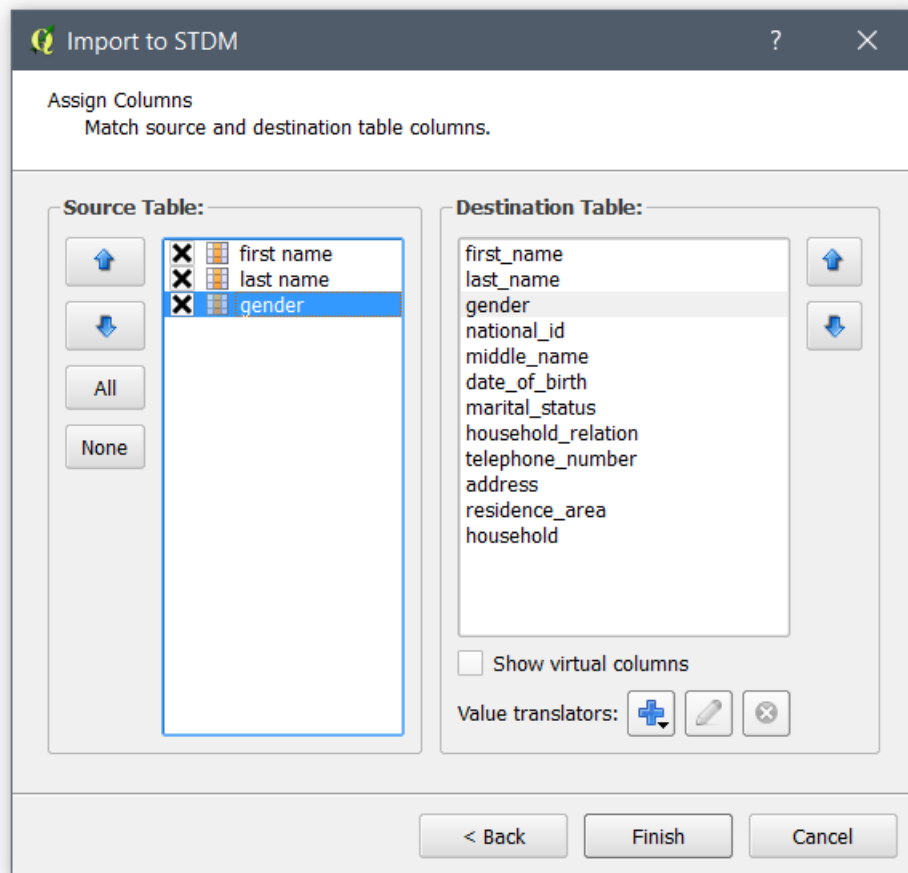 Import to STDM
?
Assign Columns
Match source and destination table columns.
Source Table:
first name
last name
gender
All
None
Destination Table:
first_name
last_name
gender
national_id
middle_name
date_of_birth
marital_status
household_relation
telephone_number
address
residence_area
household
Show virtual columns
Value translators:
< Back
Finish
Cancel